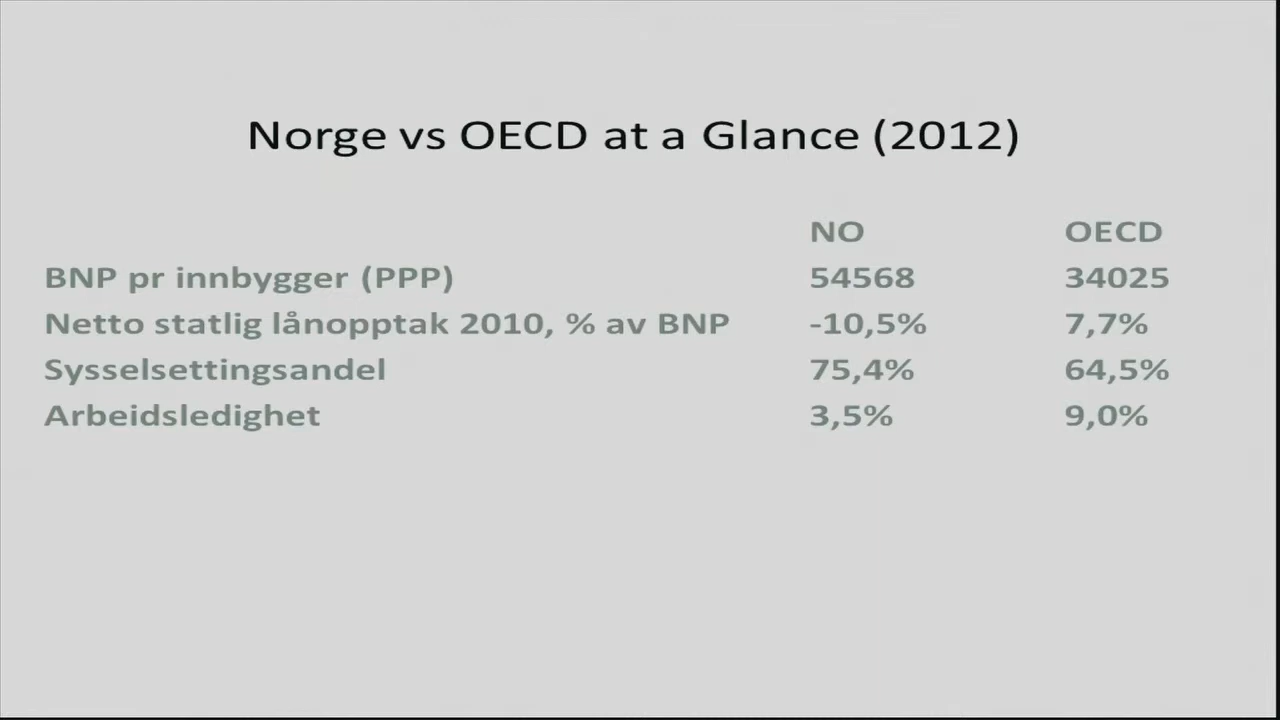 Norge vs OECD at a Glance (2012)
NO OECD
BNP pr innbygger (PPP) 54568 34025
Netto statlig lånopptak 2010, % av BNP -10,5% 7,7%
Sysselsettingsandel 75,4% 64,5%
Arbeidsledighet 3,5% 9,0%